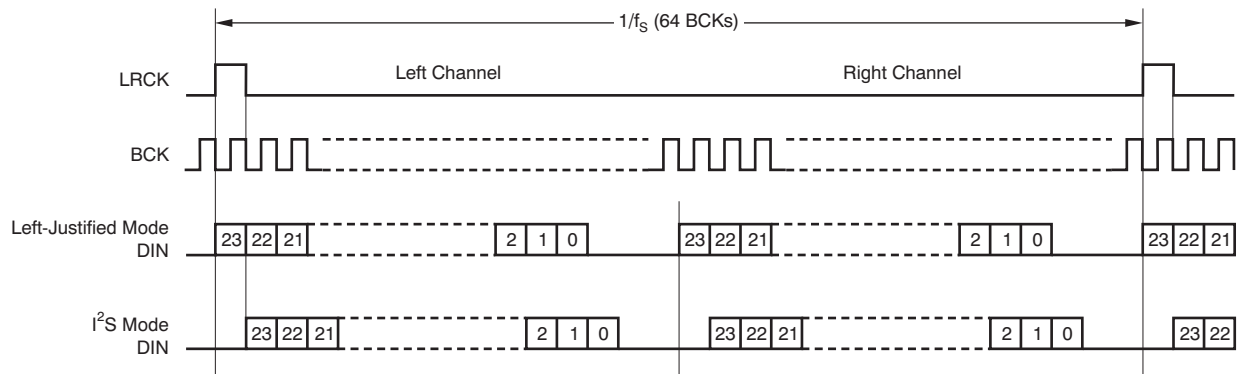 1/fS (64 BCKs)
LRCK
Left Channel
Right Channel
BCK
Left-Justified Mode
DIN
23 22 21 2 1 0 23 22 21 2 1 0 23 22 21
I2S Mode
DIN
23 22 21 2 1 0 23 22 21 2 1 0 23 22